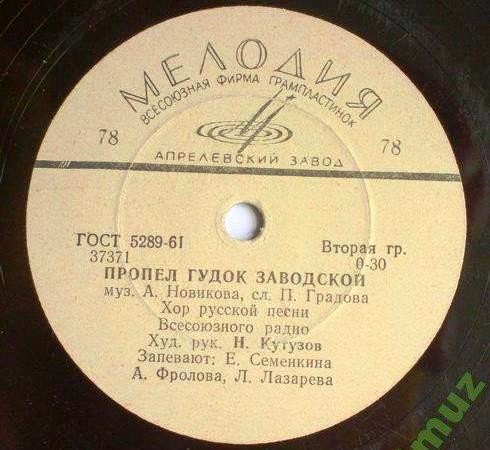 МЕЛОДИЯ
ВСЕСОЮЗНАЯ ФИРМА ГРАМПЛАСТИНОК
78
78
АПРЕЛЕВСКИЙ ЗАВОД
ГОСТ 5289-61
Вторая гр.
37371
0-30
ПРОПЕЛ ГУДОК ЗАВОДСКОЙ
муз. А. Новикова, сл. П. Градова
Хор русской песни
Всесоюзного радио
Худ. рук. Н. Кутузов
Запевают: Е. Семенкина
А. Фролова, Л. Лазарева
muz